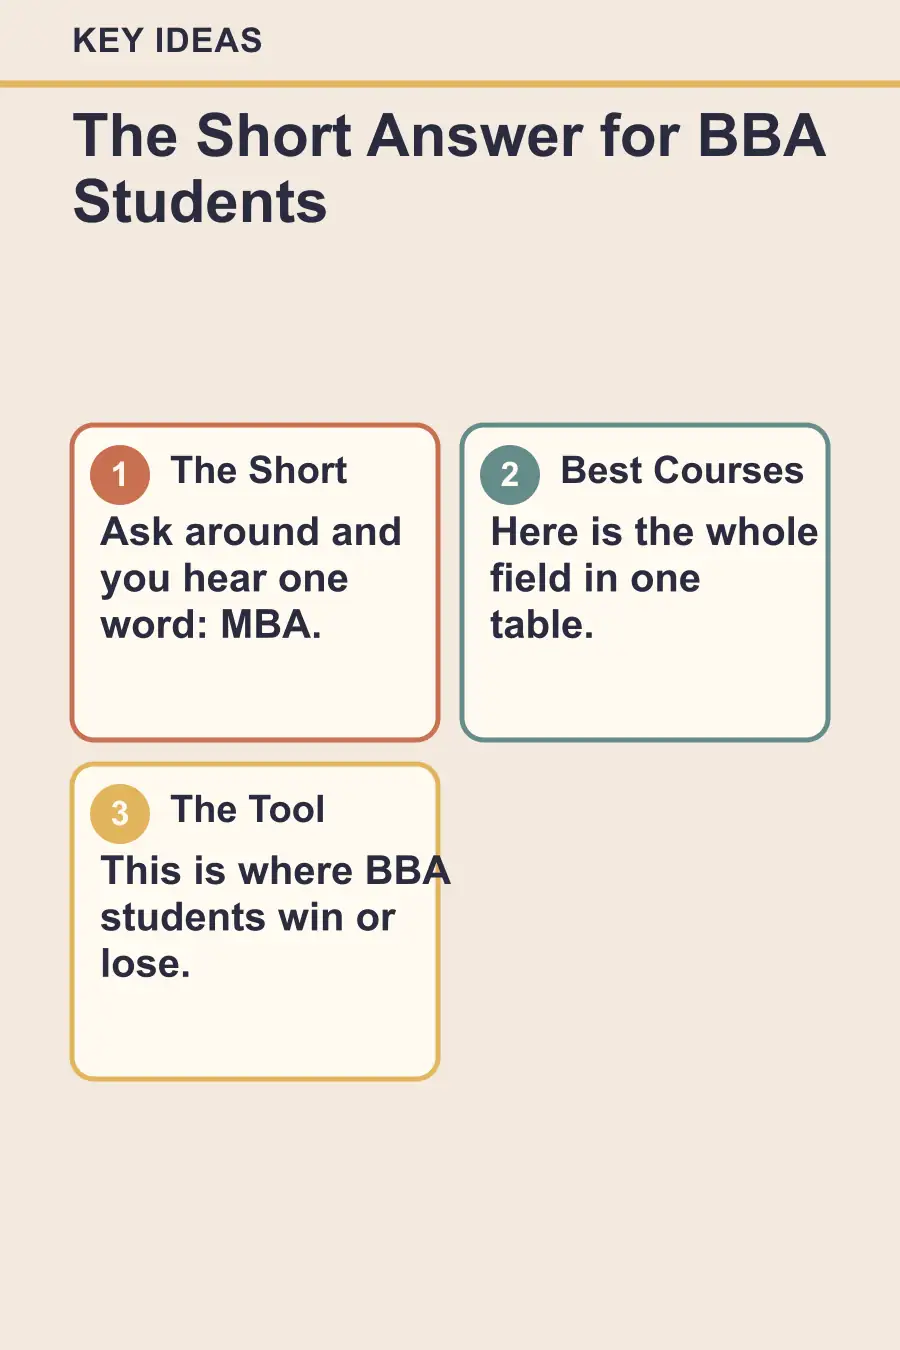 KEY IDEAS
The Short Answer for BBA
Students
1 The Short
Ask around and
you hear one
word: MBA.
2 Best Courses
Here is the whole
field in one
table.
3 The Tool
This is where BBA
students win or
lose.